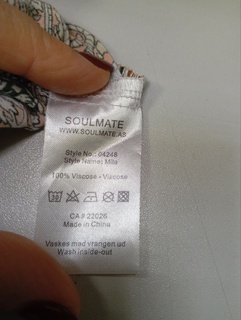 SOULMATE
WWW.SOULMATE.AS
Style No.: 04248
Style Name: Mila
100% Viscose - Viscose
CA # 22026
Made in China
Vaskes med vrangen ud
Wash inside-out